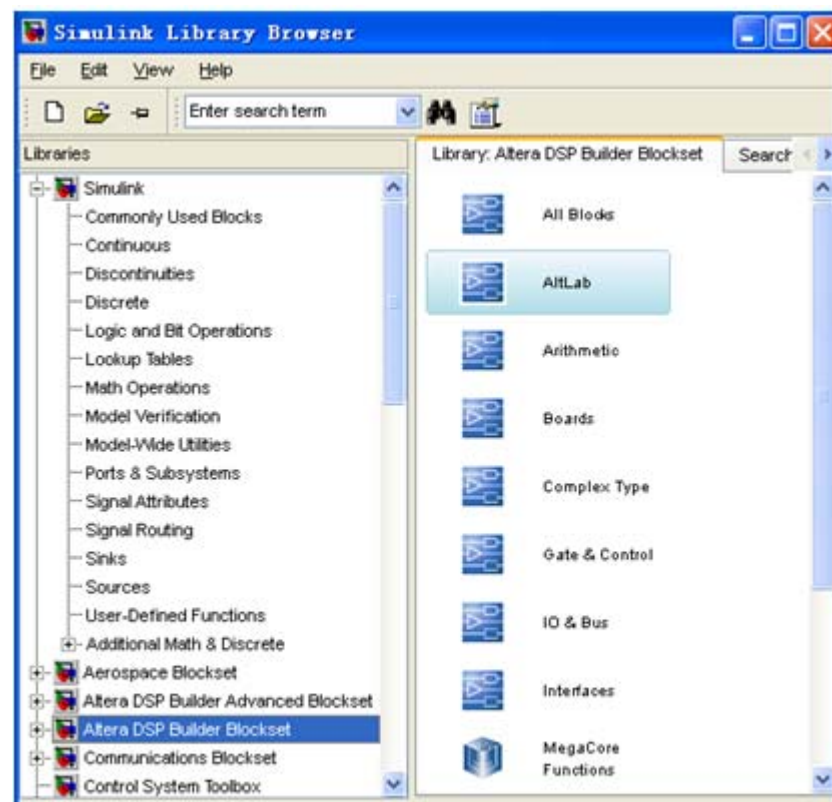 Simulink Library Browser
File Edit View Help
Enter search term
Libraries
Simulink
Commonly Used Blocks
Continuous
Discontinuities
Discrete
Logic and Bit Operations
Lookup Tables
Math Operations
Model Verification
Model-Wide Utilities
Ports & Subsystems
Signal Attributes
Signal Routing
Sinks
Sources
User-Defined Functions
Additional Math & Discrete
Aerospace Blockset
Altera DSP Builder Advanced Blockset
Altera DSP Builder Blockset
Communications Blockset
Control System Toolbox
Library: Altera DSP Builder Blockset Search
All Blocks
AltLab
Arithmetic
Boards
Complex Type
Gate & Control
IO & Bus
Interfaces
MegaCore
Functions